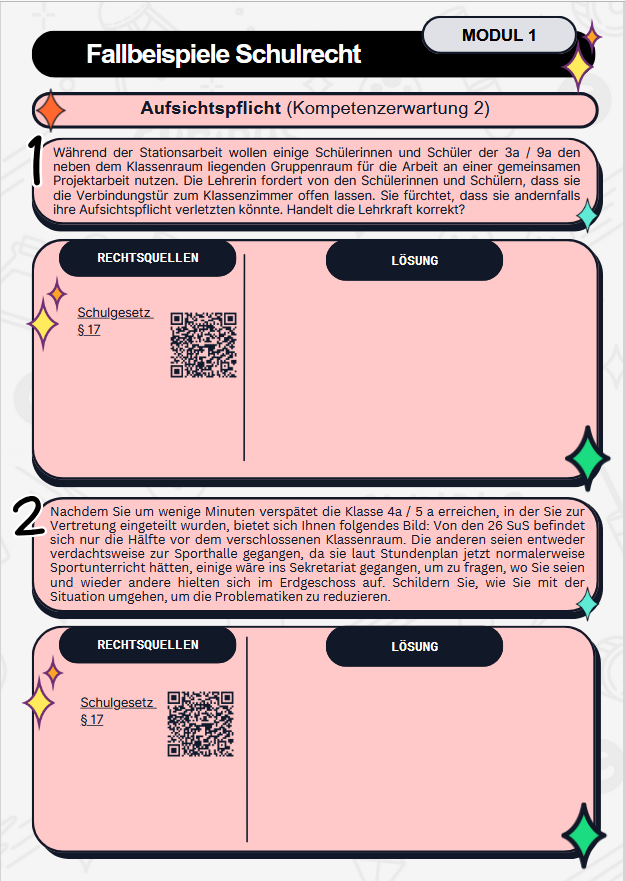 MODUL 1
Fallbeispiele Schulrecht
Aufsichtspflicht (Kompetenzerwartung 2)
1
Während der Stationsarbeit wollen einige Schülerinnen und Schüler der 3a / 9a den
neben dem Klassenraum liegenden Gruppenraum für die Arbeit an einer gemeinsamen
Projektarbeit nutzen. Die Lehrerin fordert von den Schülerinnen und Schülern, dass sie
die Verbindungstür zum Klassenzimmer offen lassen. Sie fürchtet, dass sie andernfalls
ihre Aufsichtspflicht verletzten könnte. Handelt die Lehrkraft korrekt?
RECHTSQUELLEN
LÖSUNG
Schulgesetz
§ 17
2
Nachdem Sie um wenige Minuten verspätet die Klasse 4a / 5 a erreichen, in der Sie zur
Vertretung eingeteilt wurden, bietet sich Ihnen folgendes Bild: Von den 26 SuS befindet
sich nur die Hälfte vor dem verschlossenen Klassenraum. Die anderen seien entweder
verdachtsweise zur Sporthalle gegangen, da sie laut Stundenplan jetzt normalerweise
Sportunterricht hätten, einige wäre ins Sekretariat gegangen, um zu fragen, wo Sie seien
und wieder andere hielten sich im Erdgeschoss auf. Schildern Sie, wie Sie mit der
Situation umgehen, um die Problematiken zu reduzieren.
RECHTSQUELLEN
LÖSUNG
Schulgesetz
§ 17